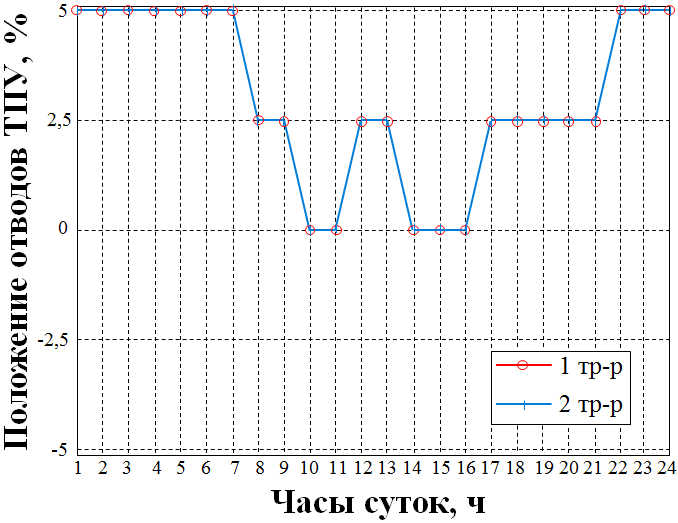 Положение отводов ТПУ, %
5
2,5
0
-2,5
-5
1 2 3 4 5 6 7 8 9 10 11 12 13 14 15 16 17 18 19 20 21 22 23 24
Часы суток, ч
1 тр-р
2 тр-р